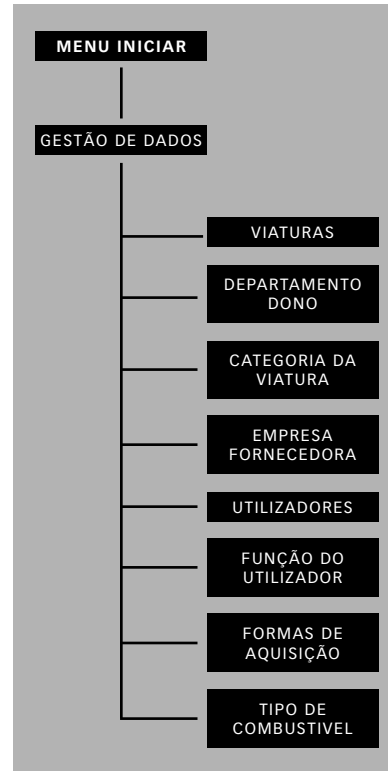 MENU INICIAR
GESTÃO DE DADOS
VIATURAS
DEPARTAMENTO
DONO
CATEGORIA DA
VIATURA
EMPRESA
FORNECEDORA
UTILIZADORES
FUNÇÃO DO
UTILIZADOR
FORMAS DE
AQUISIÇÃO
TIPO DE
COMBUSTIVEL